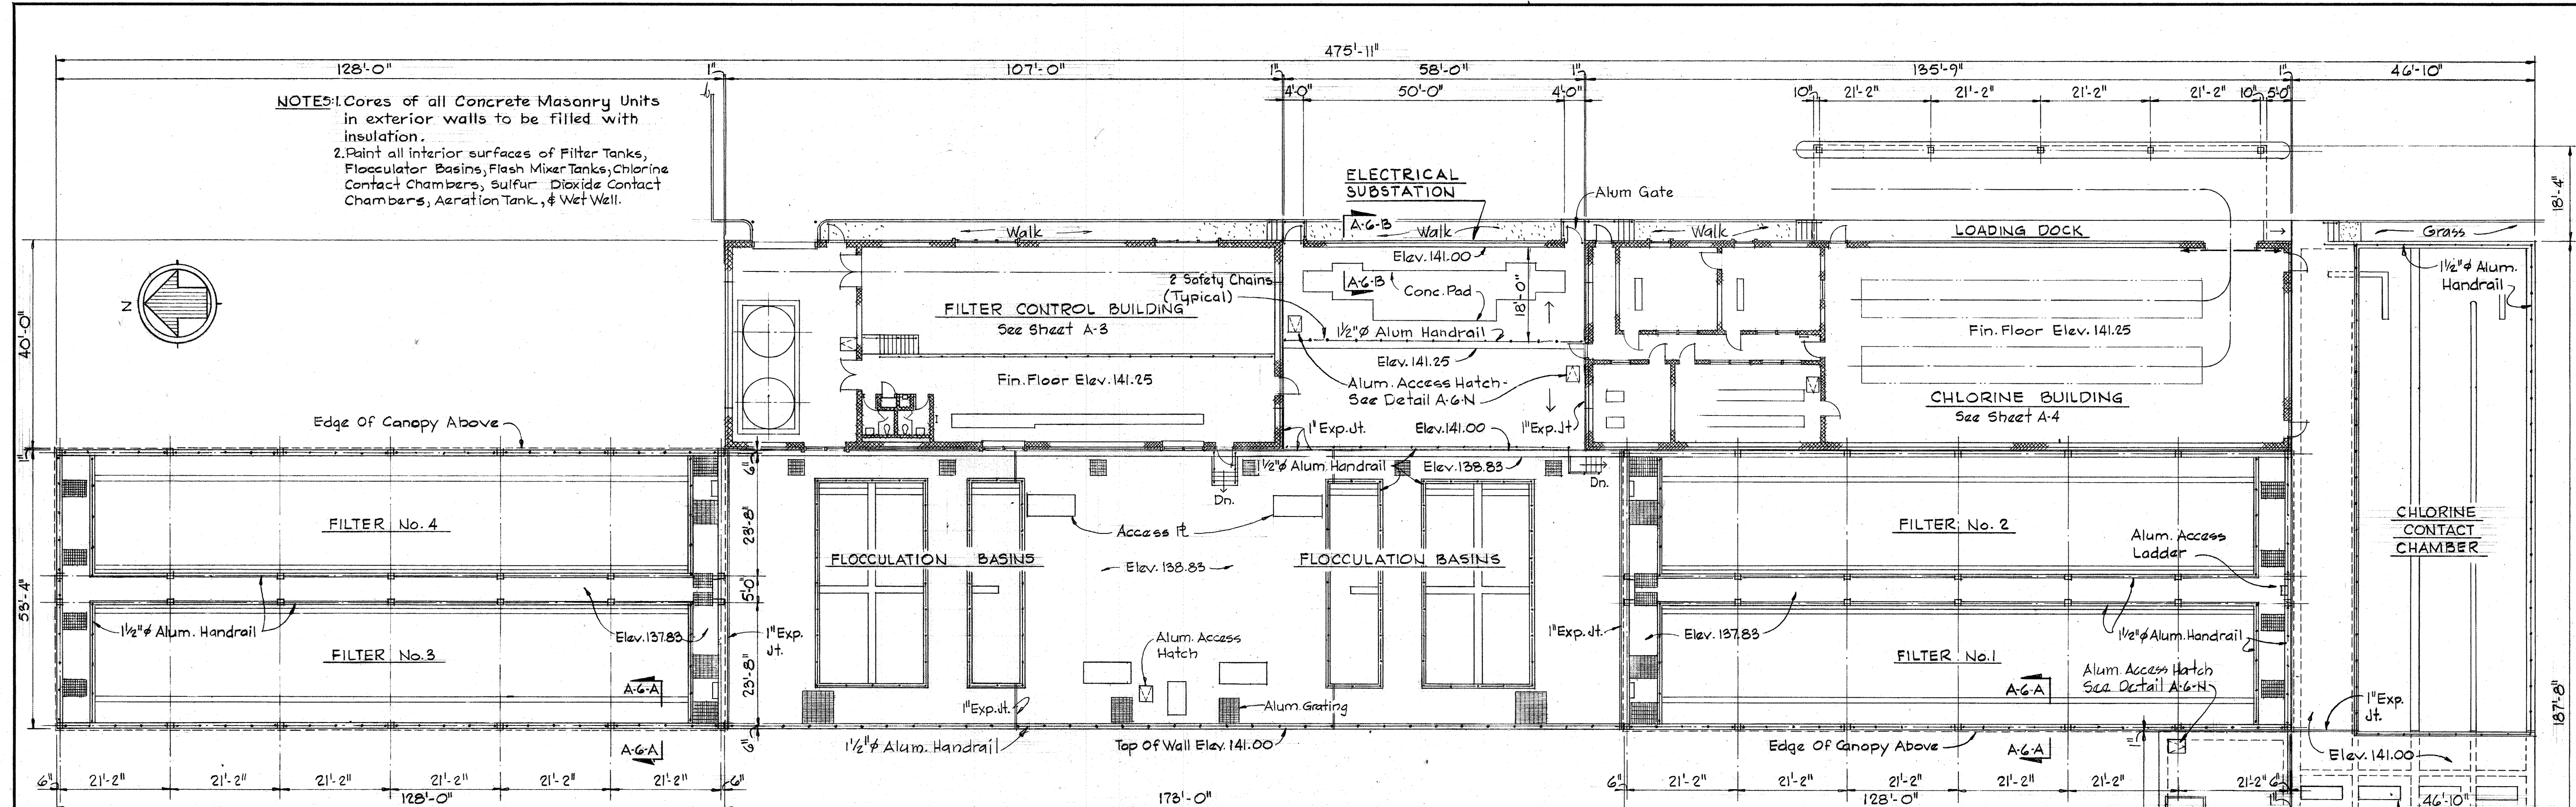 475'-11"
128'-0"
1"
107'-0"
1"
58'-0"
1"
135'-9"
1"
46'-10"
4'-0"
50'-0"
4'-0"
10"
21'-2"
21'-2"
21'-2"
21'-2"
10"
5'-0"
NOTES:1.Cores of all Concrete Masonry Units
in exterior walls to be filled with
insulation.
2.Paint all interior surfaces of Filter Tanks,
Flocculator Basins, Flash Mixer Tanks, Chlorine
Contact Chambers, Sulfur Dioxide Contact
Chambers, Aeration Tank, & Wet Well.
18'-4"
ELECTRICAL
SUBSTATION
Alum Gate
A-6-B
Walk
Walk
Walk
LOADING DOCK
Grass
Elev. 141.00
N
40'-0"
2 Safety Chains
(Typical)
A-6-B
Conc. Pad
18'-0"
1½"ø Alum.
Handrail
FILTER CONTROL BUILDING
See Sheet A-3
1½"ø Alum Handrail
Fin. Floor Elev. 141.25
Elev. 141.25
Fin. Floor Elev. 141.25
Alum. Access Hatch-
See Detail A-6-N
CHLORINE BUILDING
See Sheet A-4
Edge Of Canopy Above
1"Exp. Jt.
Elev. 141.00
1"Exp. Jt.
1"
6"
1½"ø Alum. Handrail
Elev. 138.83
Dn.
Dn.
FILTER No. 4
23'-8"
Access ℄
FILTER No. 2
Alum. Access
Ladder
CHLORINE
CONTACT
CHAMBER
FLOCCULATION BASINS
Elev. 138.83
FLOCCULATION BASINS
53'-4"
5'-0"
1½"ø Alum. Handrail
Elev. 137.83
1"Exp.
Jt.
Alum. Access
Hatch
1"Exp. Jt.
Elev. 137.83
1½"ø Alum. Handrail
FILTER No.3
23'-8"
FILTER No.1
A-6-A
A-6-A
Alum. Access Hatch
See Detail A-6-N
1"Exp. Jt.
Alum. Grating
1"Exp.
Jt.
187'-8"
A-6-A
6"
1½"ø Alum. Handrail
Top Of Wall Elev. 141.00
Edge Of Canopy Above
A-6-A
1"
Elev. 141.00
6"
21'-2"
21'-2"
21'-2"
21'-2"
21'-2"
21'-2"
6"
6"
21'-2"
21'-2"
21'-2"
21'-2"
21'-2"
21'-2"
6"
128'-0"
173'-0"
128'-0"
1"
46'-10"